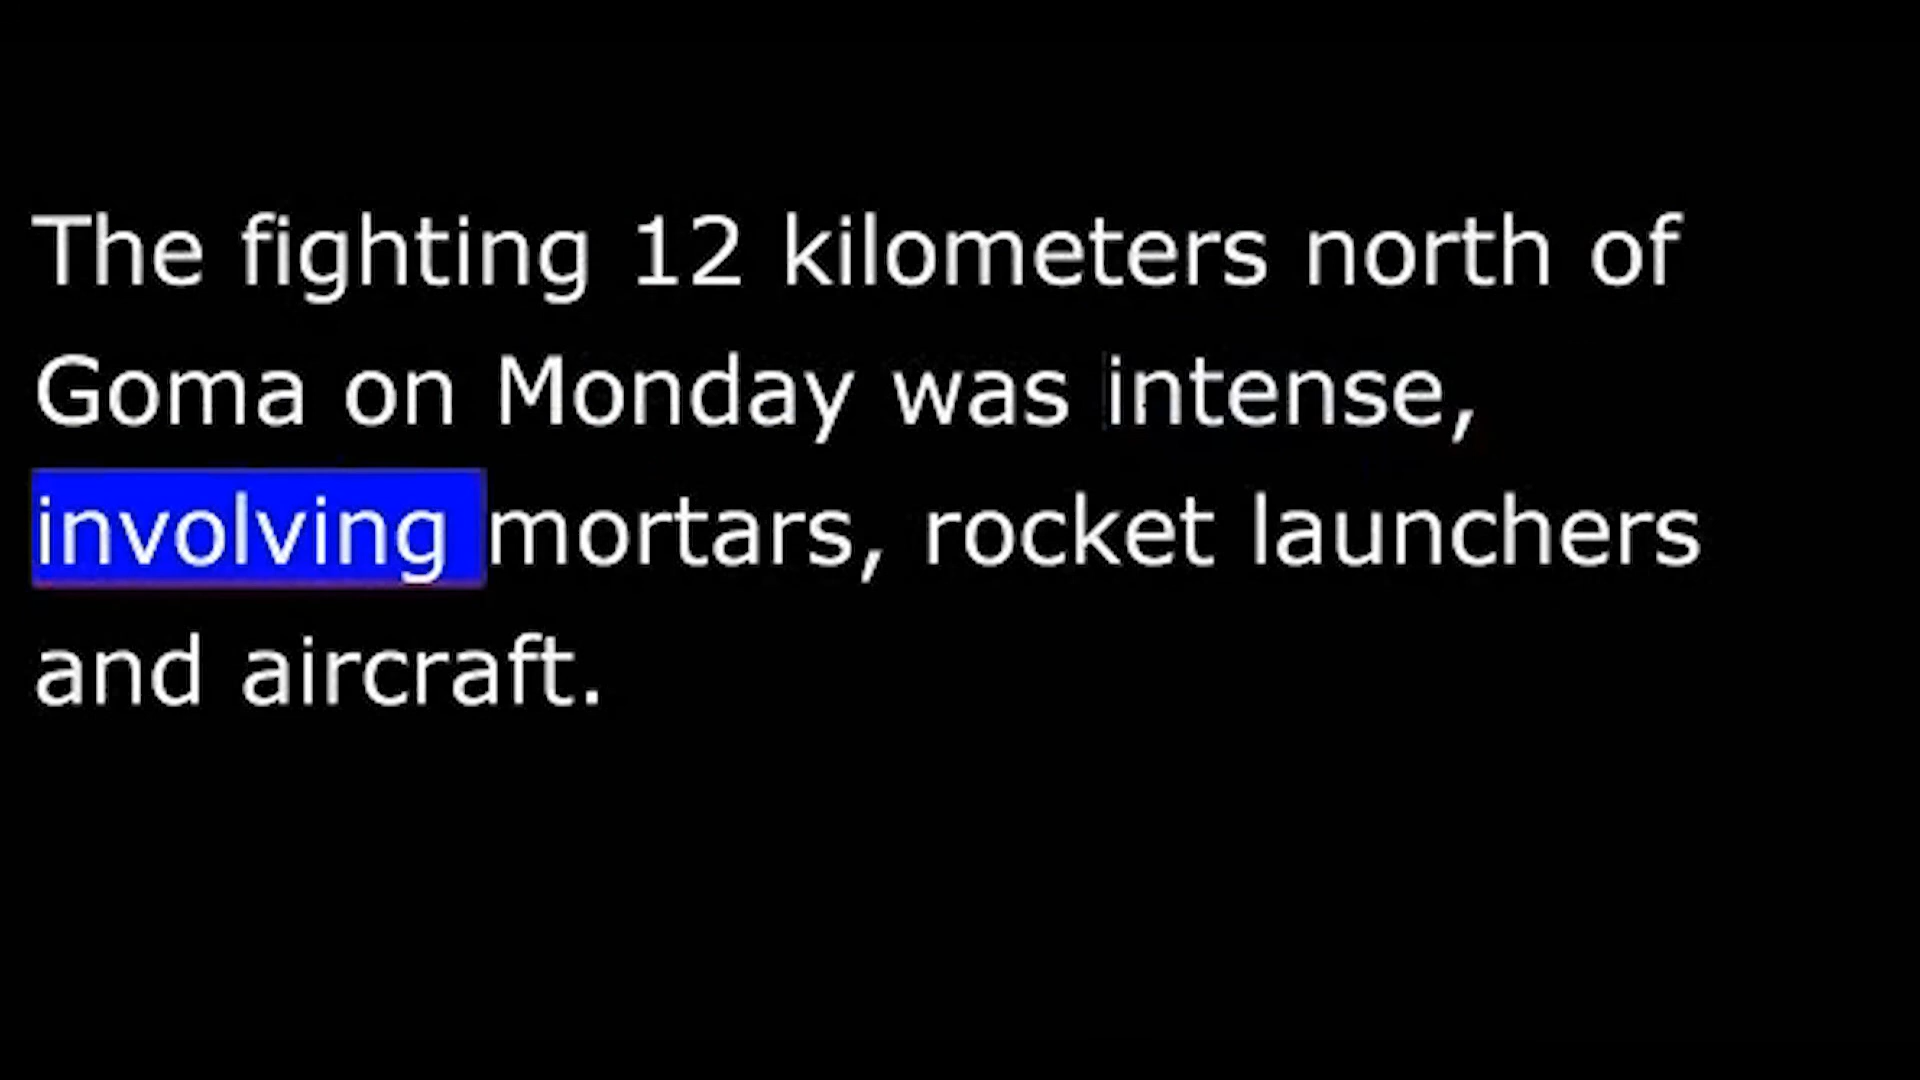 The fighting 12 kilometers north of
Goma on Monday was intense,
involving mortars, rocket launchers
and aircraft.